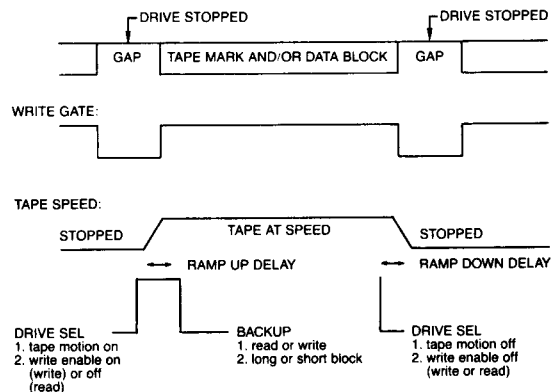 DRIVE STOPPED
DRIVE STOPPED
GAP
TAPE MARK AND/OR DATA BLOCK
GAP
WRITE GATE:
TAPE SPEED:
STOPPED
TAPE AT SPEED
STOPPED
RAMP UP DELAY
RAMP DOWN DELAY
DRIVE SEL
1. tape motion on
2. write enable on
(write) or off
(read)
BACKUP
1. read or write
2. long or short block
DRIVE SEL
1. tape motion off
2. write enable off
(write or read)